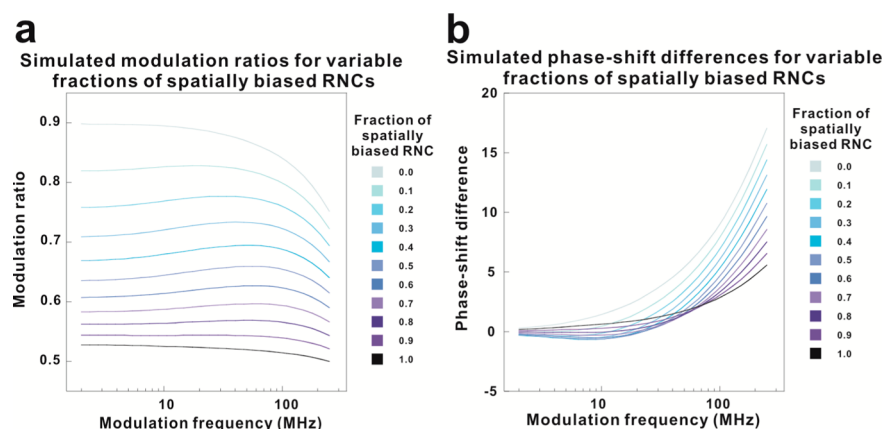 a
Simulated modulation ratios for variable
fractions of spatially biased RNCs
0.9
0.8
0.7
0.6
0.5
Modulation ratio
10
100
Modulation frequency (MHz)
Fraction of
spatially
biased RNC
0.0
0.1
0.2
0.3
0.4
0.5
0.6
0.7
0.8
0.9
1.0
b
Simulated phase-shift differences for variable
fractions of spatially biased RNCs
20
15
10
5
0
-5
Phase-shift difference
10
100
Modulation frequency (MHz)
Fraction of
spatially
biased RNC
0.0
0.1
0.2
0.3
0.4
0.5
0.6
0.7
0.8
0.9
1.0